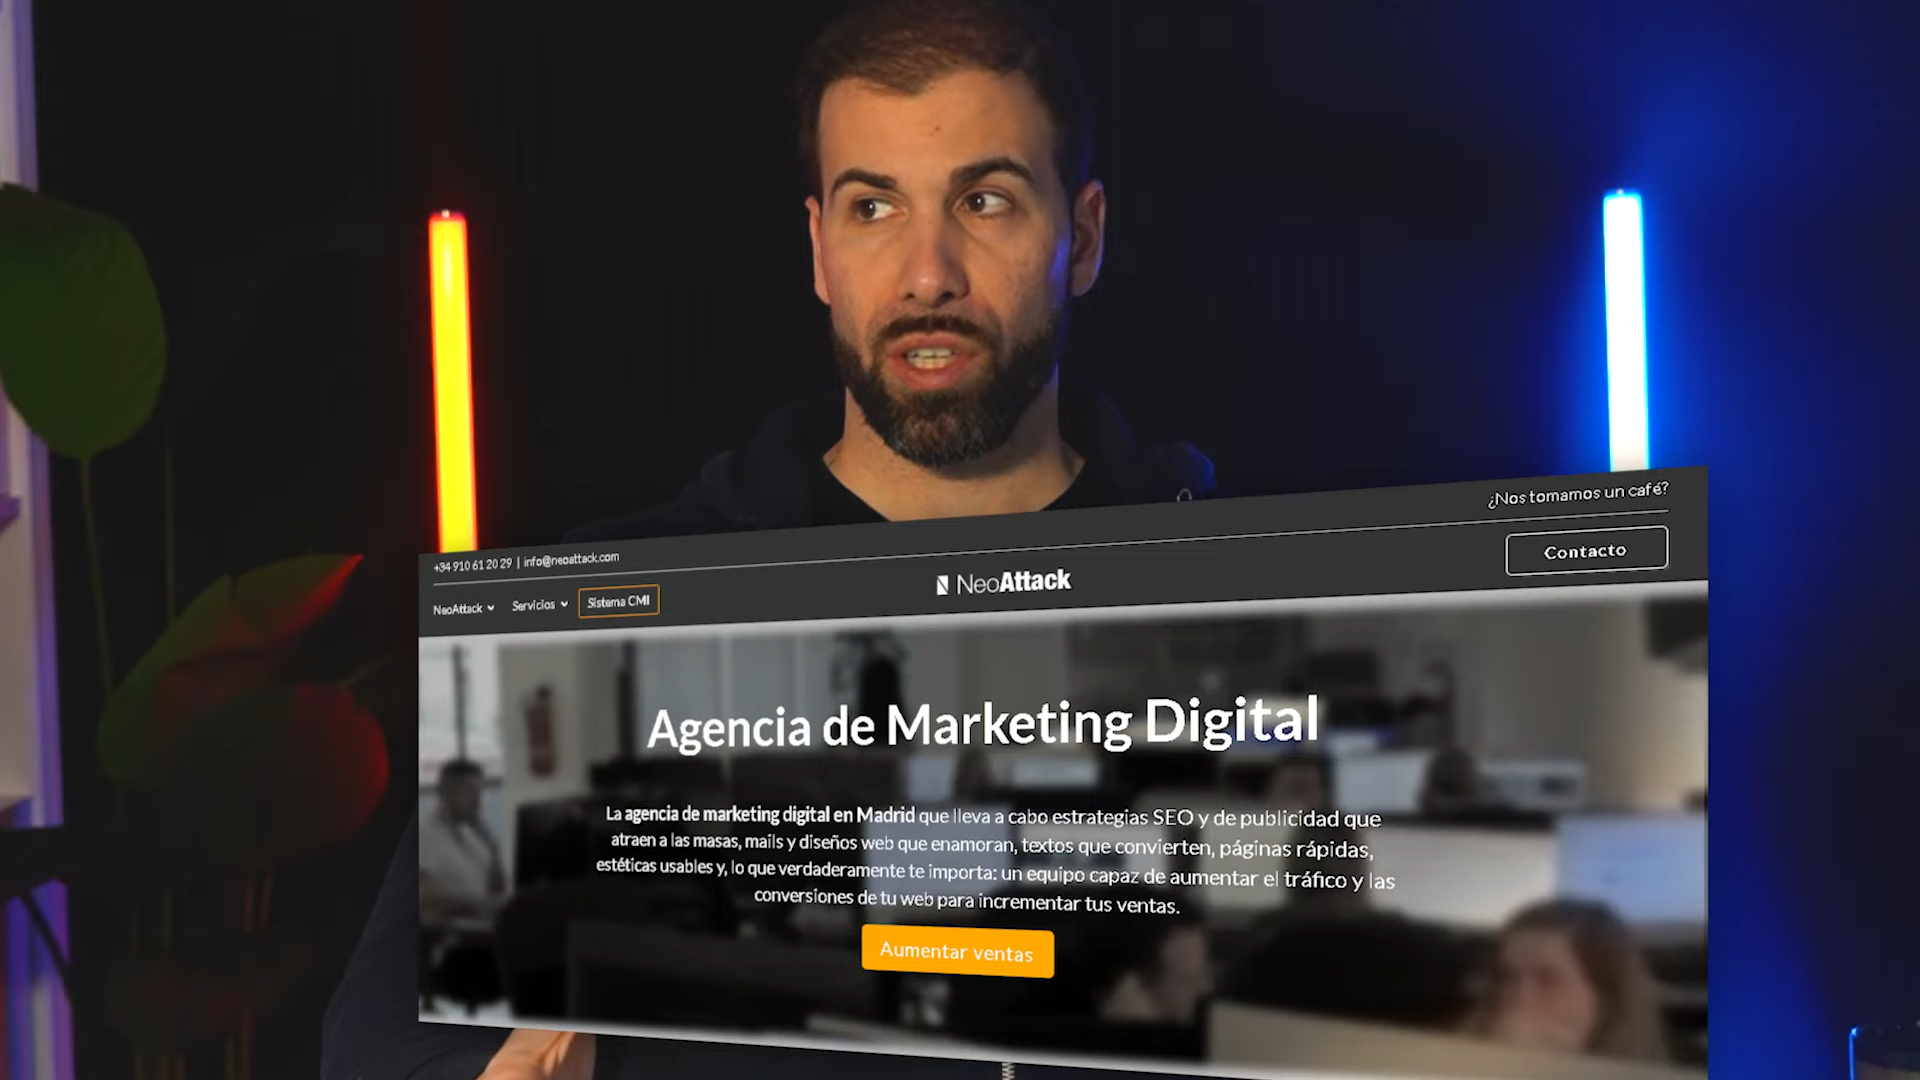 ¿Nos tomamos un café?
+34 910 61 20 29 | info@neoattack.com
NeoAttack
Servicios
Sistema CMI
NeoAttack
Contacto
Agencia de Marketing Digital
La agencia de marketing digital en Madrid que lleva a cabo estrategias SEO y de publicidad que
atraen a las masas, mails y diseños web que enamoran, textos que convierten, páginas rápidas,
estéticas usables y, lo que verdaderamente te importa: un equipo capaz de aumentar el tráfico y las
conversiones de tu web para incrementar tus ventas.
Aumentar ventas